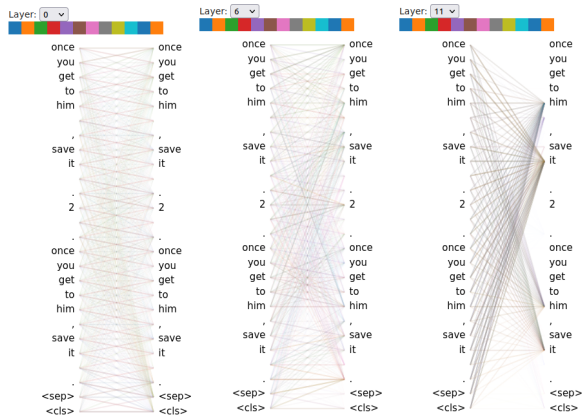 Layer: 0
once once
you you
get get
to to
him him
, ,
save save
it it
. .
2 2
. .
once once
you you
get get
to to
him him
, ,
save save
it it
. .
<sep> <sep>
<cls> <cls>
Layer: 6
once once
you you
get get
to to
him him
, ,
save save
it it
. .
2 2
. .
once once
you you
get get
to to
him him
, ,
save save
it it
. .
<sep> <sep>
<cls> <cls>
Layer: 11
once once
you you
get get
to to
him him
, ,
save save
it it
. .
2 2
. .
once once
you you
get get
to to
him him
, ,
save save
it it
. .
<sep> <sep>
<cls> <cls>